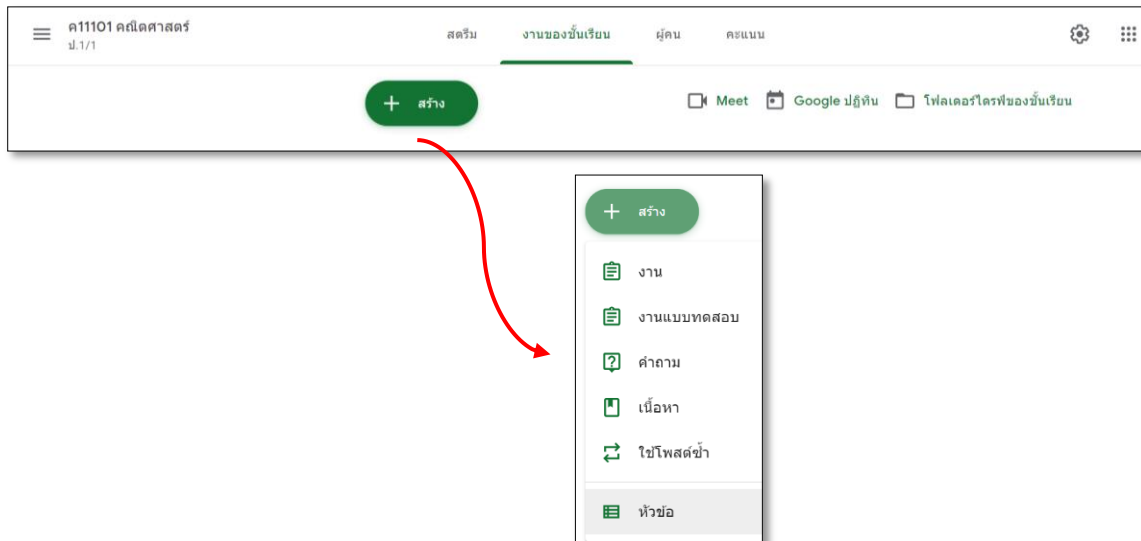 ค11101 คณิตศาสตร์
ป.1/1
สตรีม งานของชั้นเรียน ผู้คน คะแนน
+ สร้าง
Meet Google ปฏิทิน โฟลเดอร์ไดรฟ์ของชั้นเรียน
+ สร้าง
งาน
งานแบบทดสอบ
คำถาม
เนื้อหา
ใช้โพสต์ซ้ำ
หัวข้อ